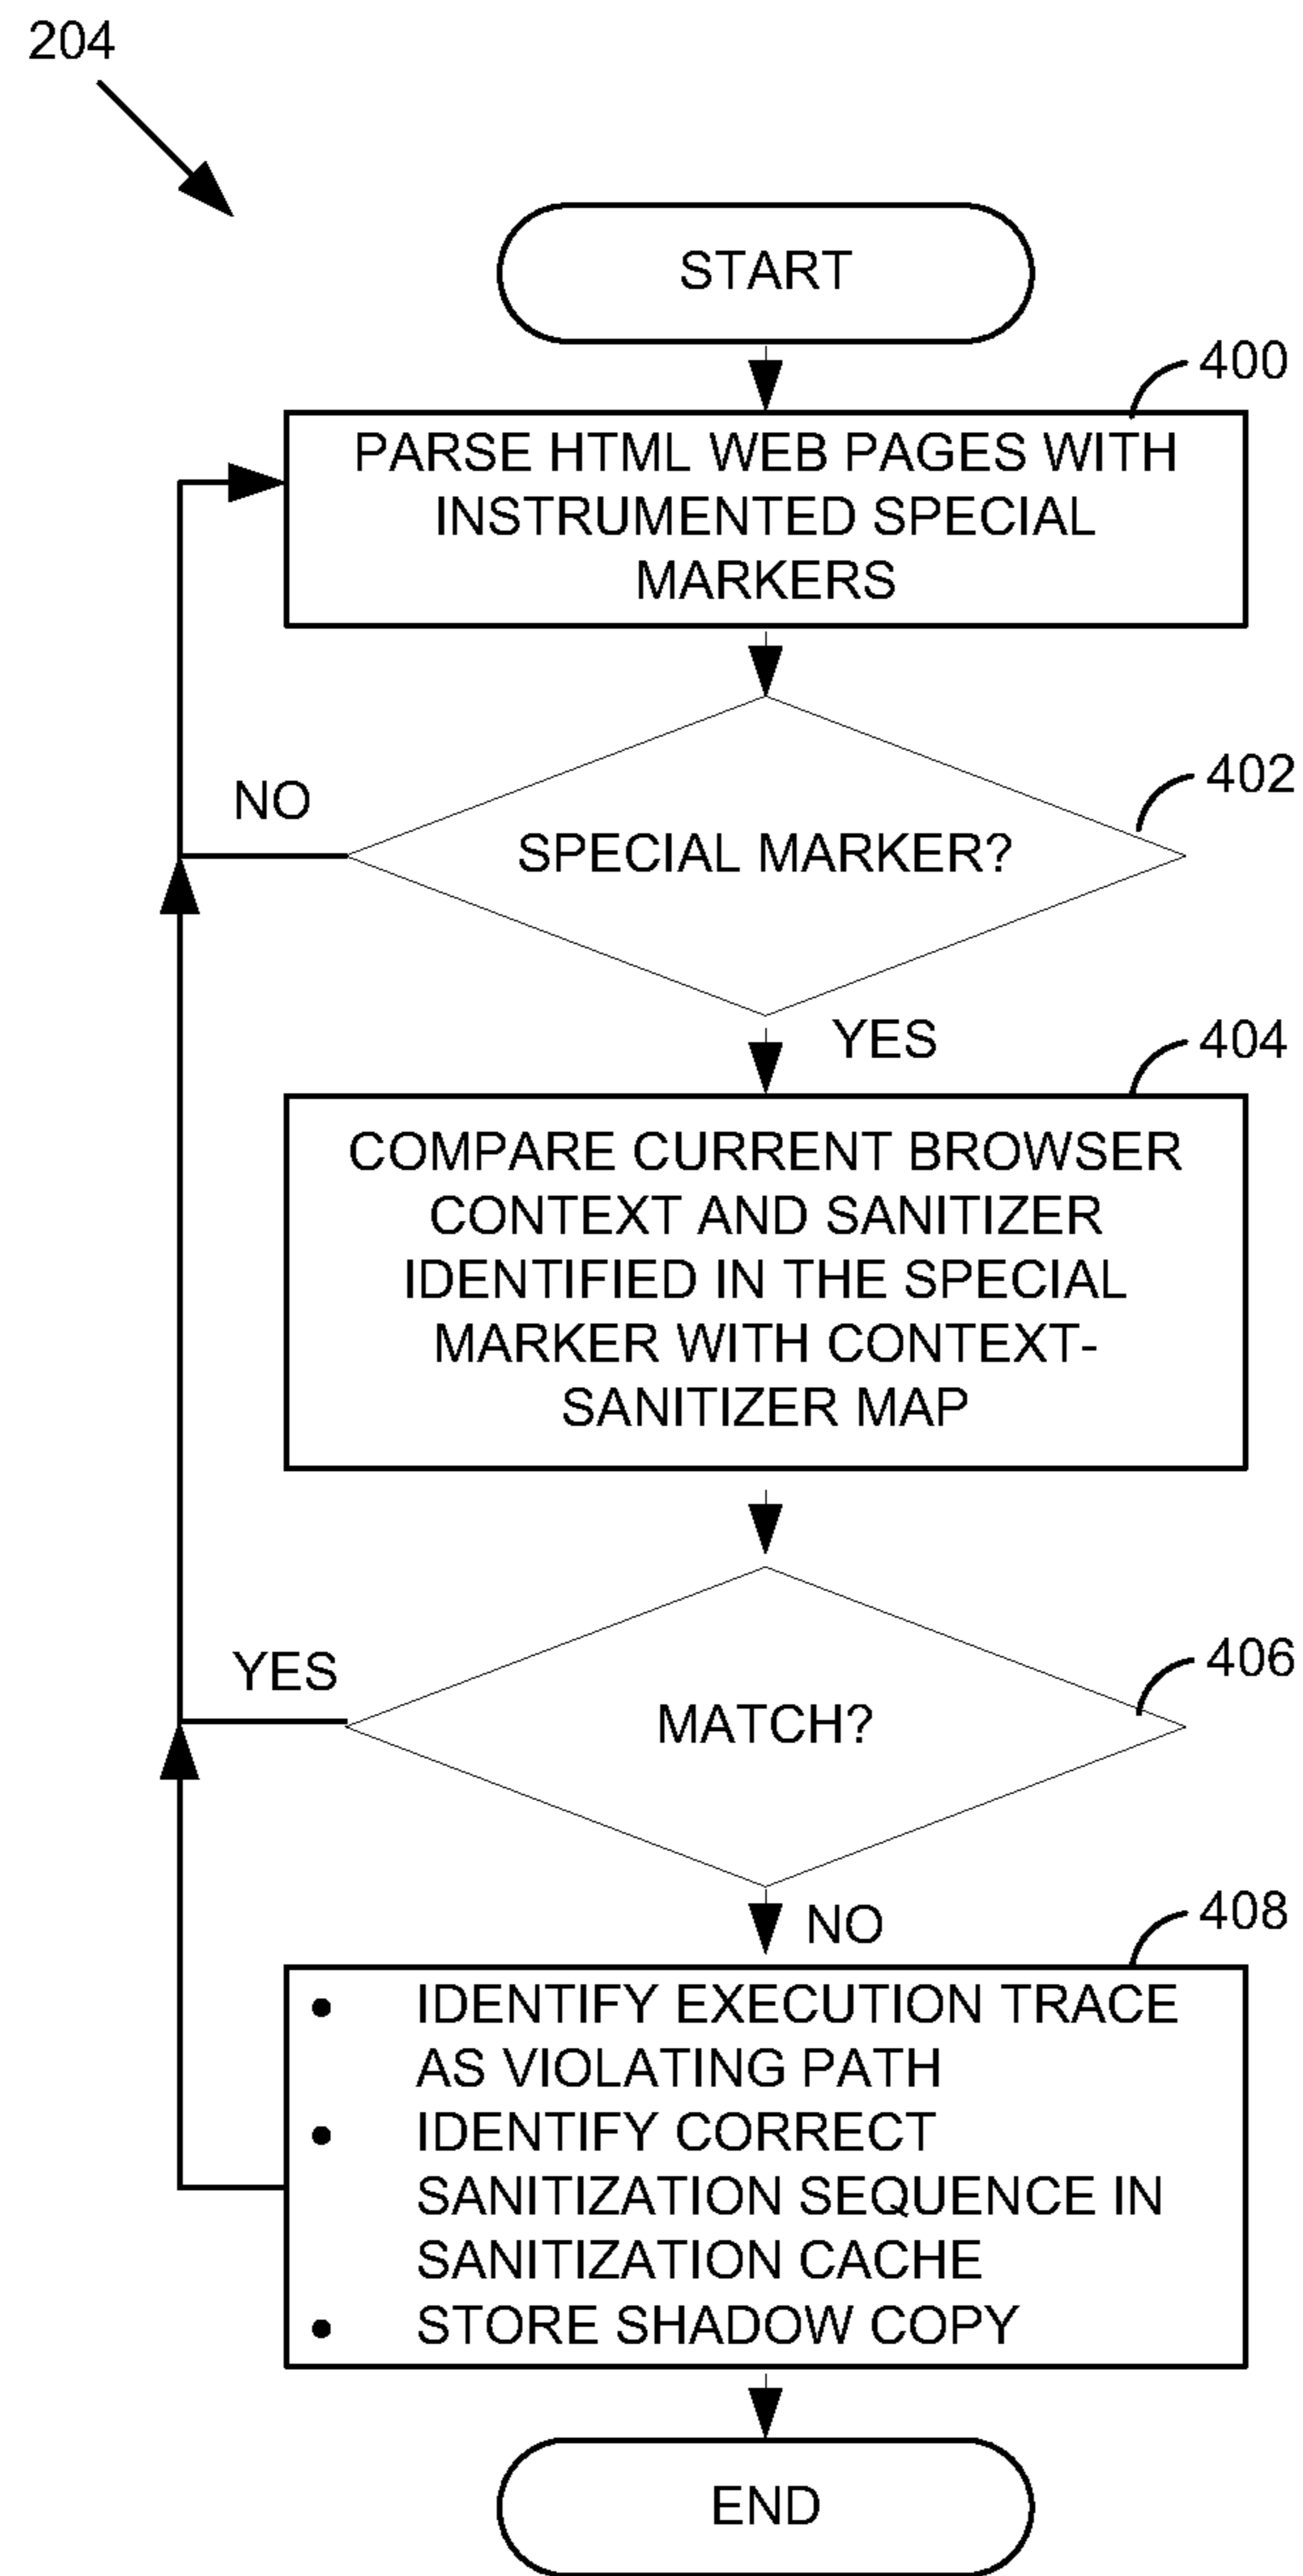 204
START
400
PARSE HTML WEB PAGES WITH
INSTRUMENTED SPECIAL
MARKERS
402
NO
SPECIAL MARKER?
YES
404
COMPARE CURRENT BROWSER
CONTEXT AND SANITIZER
IDENTIFIED IN THE SPECIAL
MARKER WITH CONTEXT-
SANITIZER MAP
406
YES
MATCH?
NO
408
• IDENTIFY EXECUTION TRACE
AS VIOLATING PATH
• IDENTIFY CORRECT
SANITIZATION SEQUENCE IN
SANITIZATION CACHE
• STORE SHADOW COPY
END